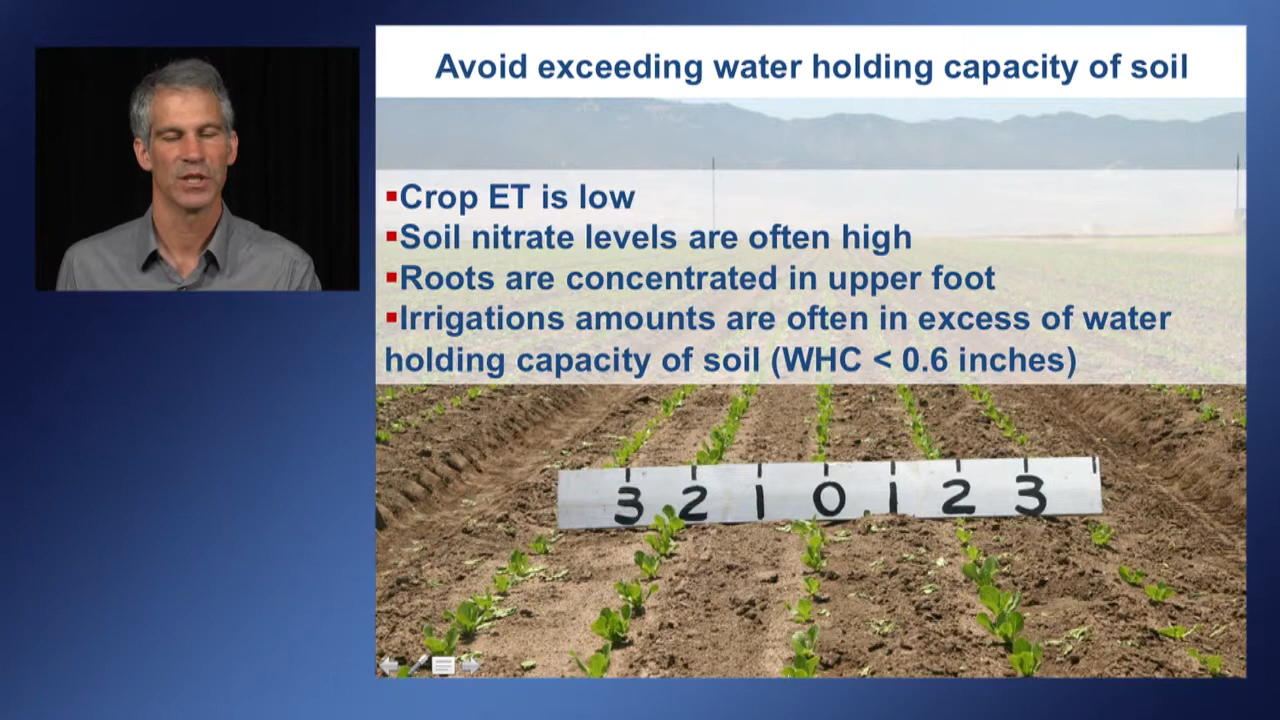 Avoid exceeding water holding capacity of soil
▪Crop ET is low
▪Soil nitrate levels are often high
▪Roots are concentrated in upper foot
▪Irrigations amounts are often in excess of water
holding capacity of soil (WHC < 0.6 inches)
3 2 1 0 1 2 3